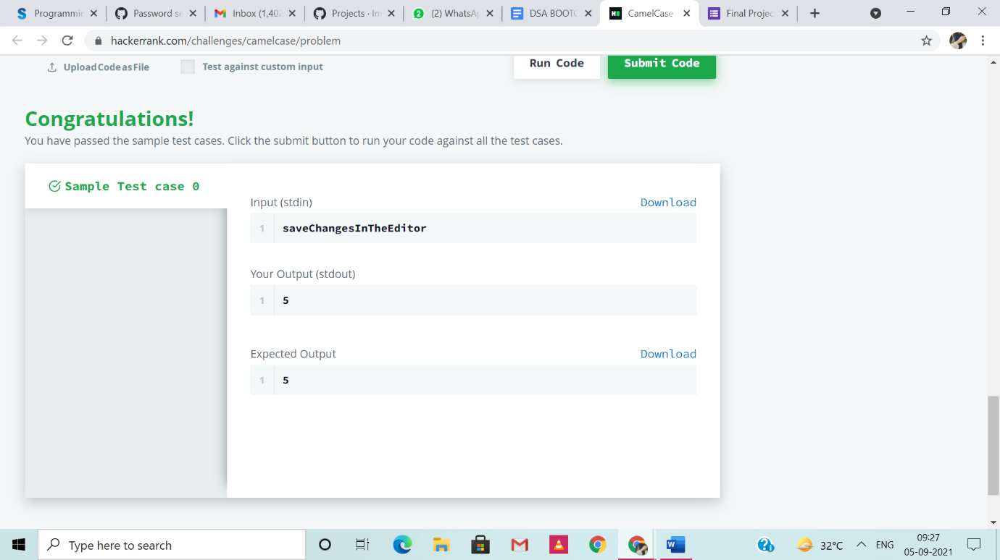 Programmin
Password se
Inbox (1,402
Projects · Im
(2) WhatsAp
DSA BOOTC
CamelCase
Final Projec
hackerrank.com/challenges/camelcase/problem
Upload Code as File
Test against custom input
Run Code
Submit Code
Congratulations!
You have passed the sample test cases. Click the submit button to run your code against all the test cases.
Sample Test case 0
Input (stdin)
Download
1 saveChangesInTheEditor
Your Output (stdout)
1 5
Expected Output
Download
1 5
Type here to search
32°C
ENG
09:27
05-09-2021